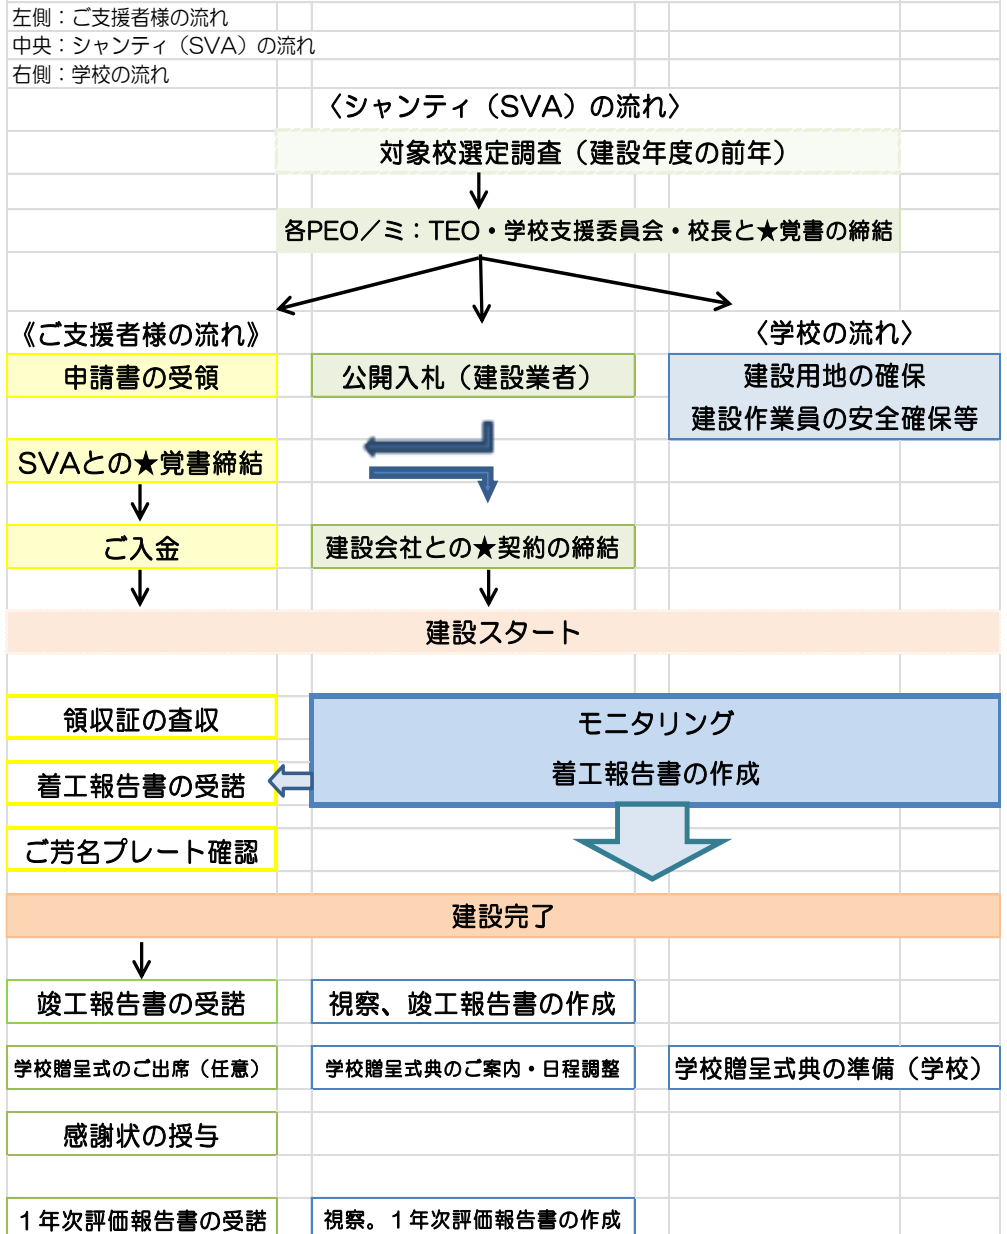 左側：ご支援者様の流れ
中央：シャンティ（SVA）の流れ
右側：学校の流れ
〈シャンティ（SVA）の流れ〉
対象校選定調査（建設年度の前年）
各PEO／ミ：TEO・学校支援委員会・校長と★覚書の締結
《ご支援者様の流れ》
〈学校の流れ〉
申請書の受領
公開入札（建設業者）
建設用地の確保
建設作業員の安全確保等
SVAとの★覚書締結
ご入金
建設会社との★契約の締結
建設スタート
領収証の査収
モニタリング
着工報告書の作成
着工報告書の受諾
ご芳名プレート確認
建設完了
竣工報告書の受諾
視察、竣工報告書の作成
学校贈呈式のご出席（任意）
学校贈呈式典のご案内・日程調整
学校贈呈式典の準備（学校）
感謝状の授与
１年次評価報告書の受諾
視察。１年次評価報告書の作成